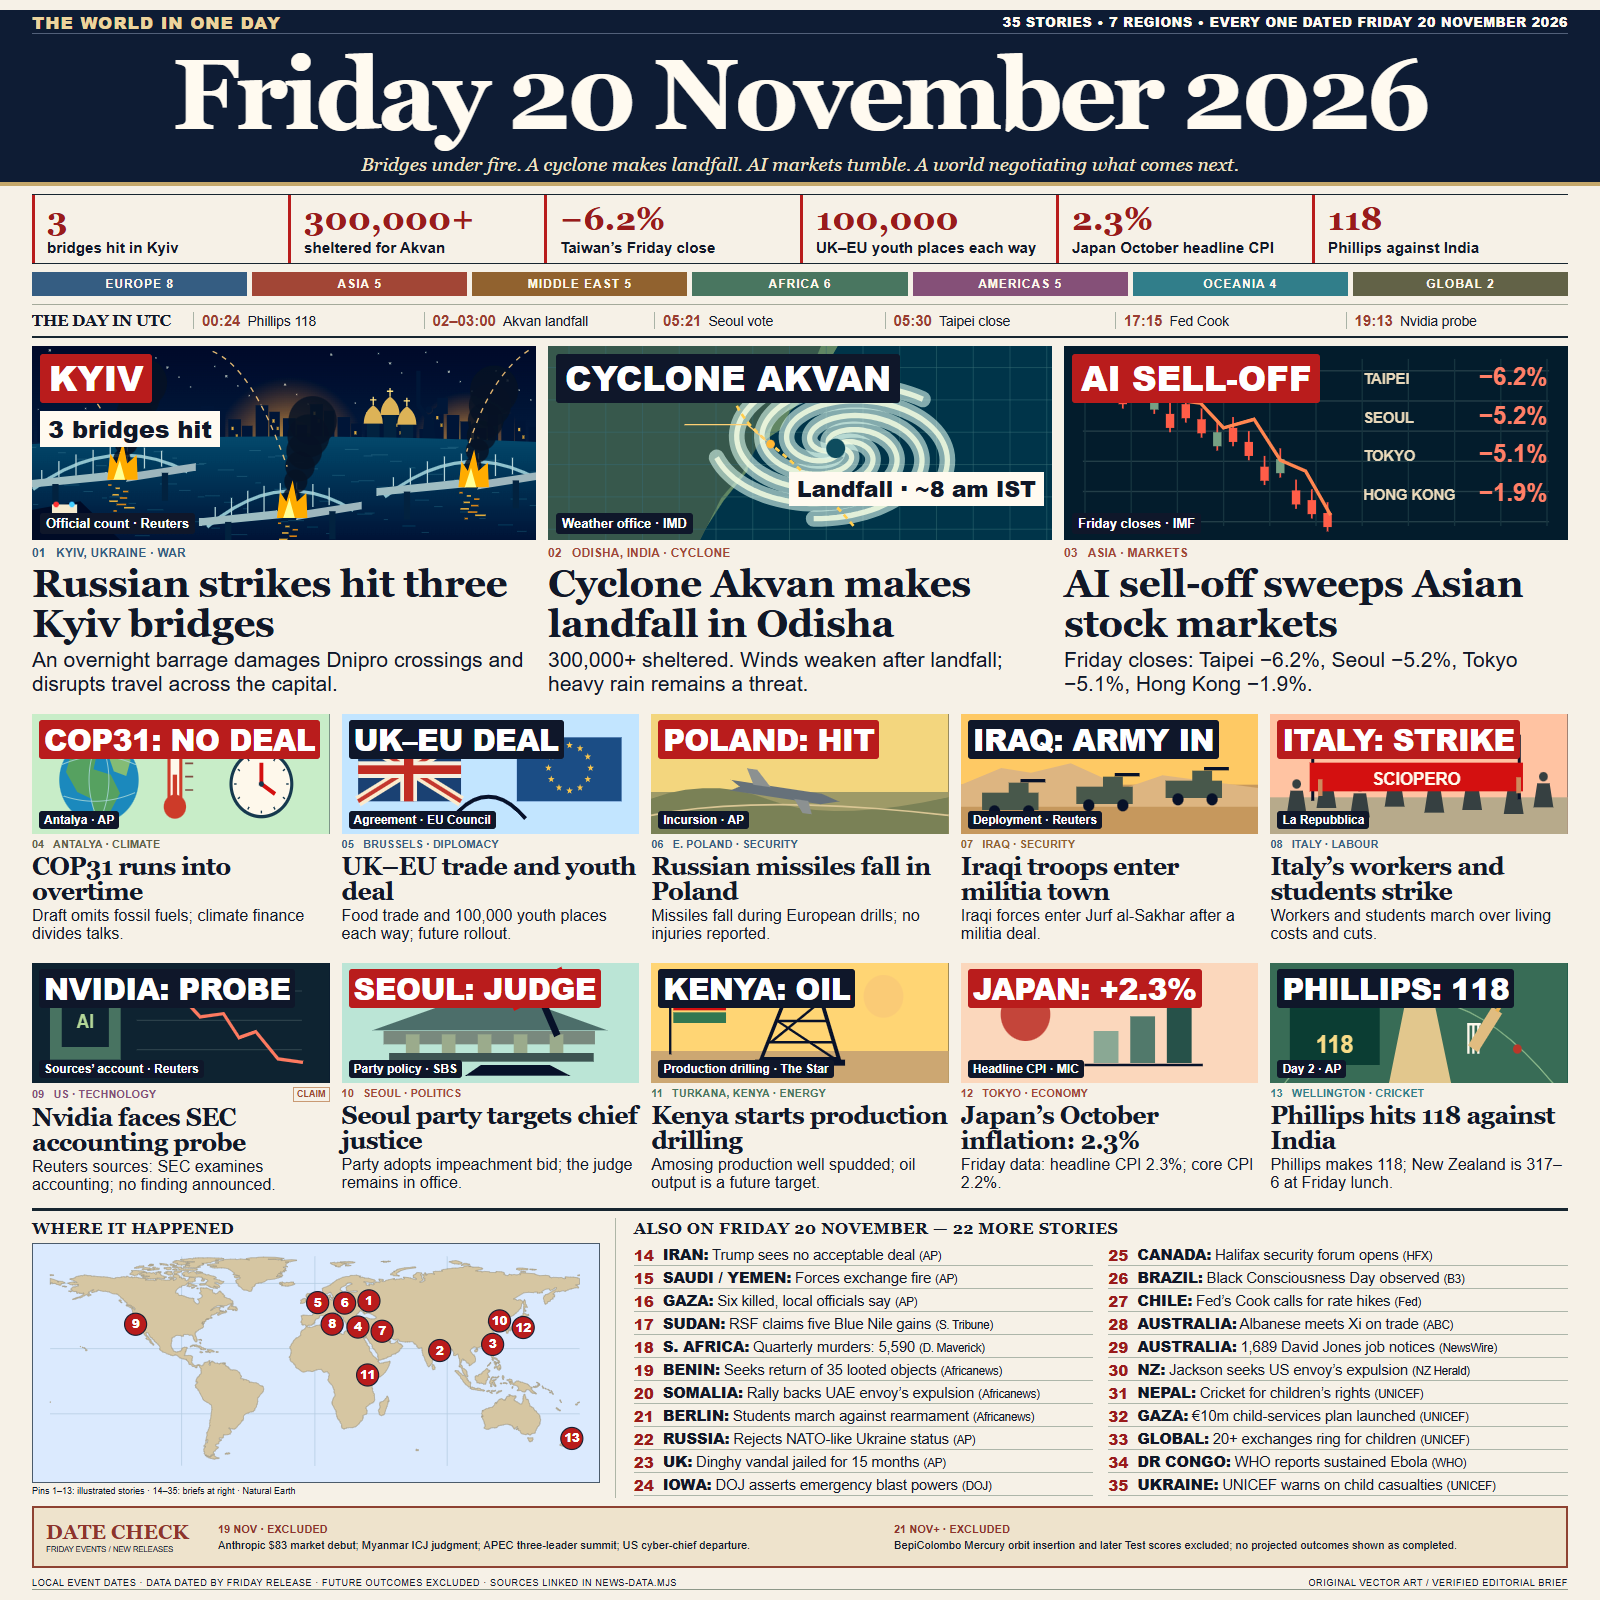 THE WORLD IN ONE DAY
35 STORIES • 7 REGIONS • EVERY ONE DATED FRIDAY 20 NOVEMBER 2026
Friday 20 November 2026
Bridges under fire. A cyclone makes landfall. AI markets tumble. A world negotiating what comes next.
3
bridges hit in Kyiv
300,000+
sheltered for Akvan
−6.2%
Taiwan’s Friday close
100,000
UK–EU youth places each way
2.3%
Japan October headline CPI
118
Phillips against India
EUROPE 8
ASIA 5
MIDDLE EAST 5
AFRICA 6
AMERICAS 5
OCEANIA 4
GLOBAL 2
THE DAY IN UTC
00:24 Phillips 118
02–03:00 Akvan landfall
05:21 Seoul vote
05:30 Taipei close
17:15 Fed Cook
19:13 Nvidia probe
KYIV
3 bridges hit
Official count · Reuters
01 KYIV, UKRAINE · WAR
Russian strikes hit three
Kyiv bridges
An overnight barrage damages Dnipro crossings and
disrupts travel across the capital.
CYCLONE AKVAN
Landfall · ~8 am IST
Weather office · IMD
02 ODISHA, INDIA · CYCLONE
Cyclone Akvan makes
landfall in Odisha
300,000+ sheltered. Winds weaken after landfall;
heavy rain remains a threat.
AI SELL-OFF
TAIPEI −6.2%
SEOUL −5.2%
TOKYO −5.1%
HONG KONG −1.9%
Friday closes · IMF
03 ASIA · MARKETS
AI sell-off sweeps Asian
stock markets
Friday closes: Taipei −6.2%, Seoul −5.2%, Tokyo
−5.1%, Hong Kong −1.9%.
COP31: NO DEAL
Antalya · AP
04 ANTALYA · CLIMATE
COP31 runs into
overtime
Draft omits fossil fuels; climate finance
divides talks.
UK–EU DEAL
Agreement · EU Council
05 BRUSSELS · DIPLOMACY
UK–EU trade and youth
deal
Food trade and 100,000 youth places
each way; future rollout.
POLAND: HIT
Incursion · AP
06 E. POLAND · SECURITY
Russian missiles fall in
Poland
Missiles fall during European drills; no
injuries reported.
IRAQ: ARMY IN
Deployment · Reuters
07 IRAQ · SECURITY
Iraqi troops enter
militia town
Iraqi forces enter Jurf al-Sakhar after a
militia deal.
ITALY: STRIKE
SCIOPERO
La Repubblica
08 ITALY · LABOUR
Italy’s workers and
students strike
Workers and students march over living
costs and cuts.
NVIDIA: PROBE
AI
Sources’ account · Reuters
09 US · TECHNOLOGY
CLAIM
Nvidia faces SEC
accounting probe
Reuters sources: SEC examines
accounting; no finding announced.
SEOUL: JUDGE
Party policy · SBS
10 SEOUL · POLITICS
Seoul party targets chief
justice
Party adopts impeachment bid; the judge
remains in office.
KENYA: OIL
Production drilling · The Star
11 TURKANA, KENYA · ENERGY
Kenya starts production
drilling
Amosing production well spudded; oil
output is a future target.
JAPAN: +2.3%
Headline CPI · MIC
12 TOKYO · ECONOMY
Japan’s October
inflation: 2.3%
Friday data: headline CPI 2.3%; core CPI
2.2%.
PHILLIPS: 118
118
Day 2 · AP
13 WELLINGTON · CRICKET
Phillips hits 118 against
India
Phillips makes 118; New Zealand is 317–
6 at Friday lunch.
WHERE IT HAPPENED
5
6
1
9
8
4
7
10
12
3
2
11
13
Pins 1–13: illustrated stories · 14–35: briefs at right · Natural Earth
ALSO ON FRIDAY 20 NOVEMBER — 22 MORE STORIES
14 IRAN: Trump sees no acceptable deal (AP)
15 SAUDI / YEMEN: Forces exchange fire (AP)
16 GAZA: Six killed, local officials say (AP)
17 SUDAN: RSF claims five Blue Nile gains (S. Tribune)
18 S. AFRICA: Quarterly murders: 5,590 (D. Maverick)
19 BENIN: Seeks return of 35 looted objects (Africanews)
20 SOMALIA: Rally backs UAE envoy’s expulsion (Africanews)
21 BERLIN: Students march against rearmament (Africanews)
22 RUSSIA: Rejects NATO-like Ukraine status (AP)
23 UK: Dinghy vandal jailed for 15 months (AP)
24 IOWA: DOJ asserts emergency blast powers (DOJ)
25 CANADA: Halifax security forum opens (HFX)
26 BRAZIL: Black Consciousness Day observed (B3)
27 CHILE: Fed’s Cook calls for rate hikes (Fed)
28 AUSTRALIA: Albanese meets Xi on trade (ABC)
29 AUSTRALIA: 1,689 David Jones job notices (NewsWire)
30 NZ: Jackson seeks US envoy’s expulsion (NZ Herald)
31 NEPAL: Cricket for children’s rights (UNICEF)
32 GAZA: €10m child-services plan launched (UNICEF)
33 GLOBAL: 20+ exchanges ring for children (UNICEF)
34 DR CONGO: WHO reports sustained Ebola (WHO)
35 UKRAINE: UNICEF warns on child casualties (UNICEF)
DATE CHECK
FRIDAY EVENTS / NEW RELEASES
19 NOV · EXCLUDED
Anthropic $83 market debut; Myanmar ICJ judgment; APEC three-leader summit; US cyber-chief departure.
21 NOV+ · EXCLUDED
BepiColombo Mercury orbit insertion and later Test scores excluded; no projected outcomes shown as completed.
LOCAL EVENT DATES · DATA DATED BY FRIDAY RELEASE · FUTURE OUTCOMES EXCLUDED · SOURCES LINKED IN NEWS-DATA.MJS
ORIGINAL VECTOR ART / VERIFIED EDITORIAL BRIEF